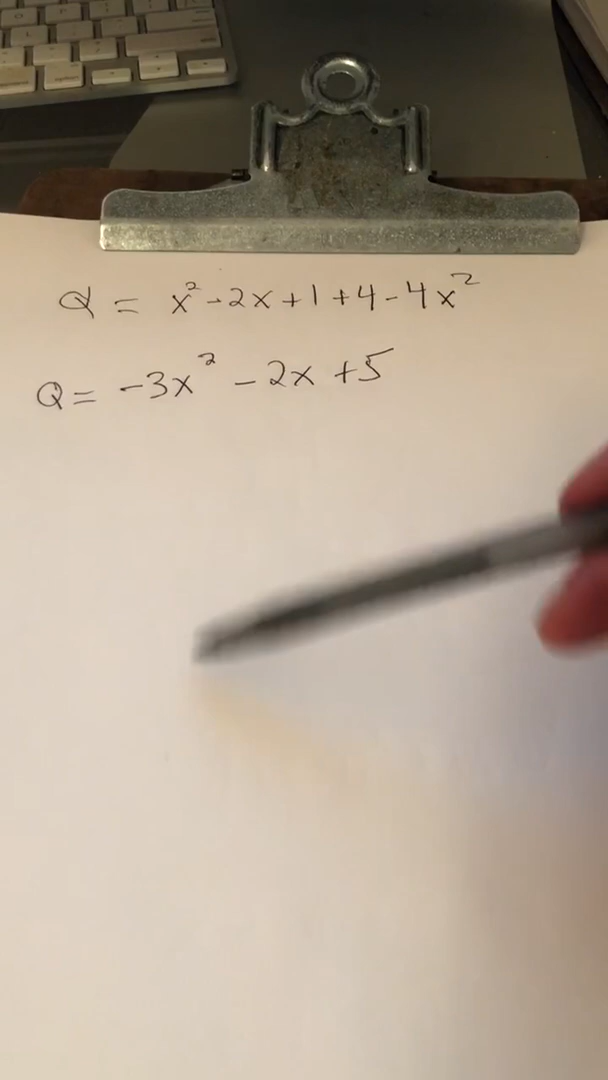 Q = x² - 2x + 1 + 4 - 4x²
Q = -3x² - 2x + 5